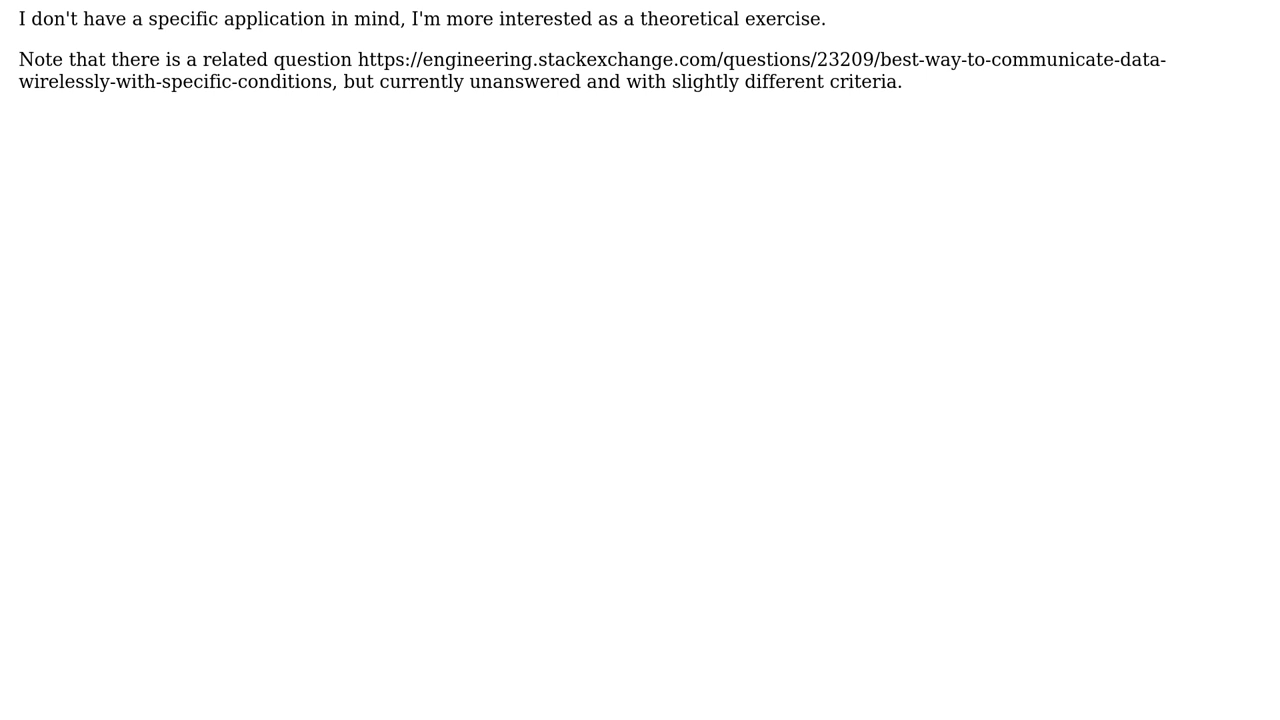 I don't have a specific application in mind, I'm more interested as a theoretical exercise.
Note that there is a related question https://engineering.stackexchange.com/questions/23209/best-way-to-communicate-data-
wirelessly-with-specific-conditions, but currently unanswered and with slightly different criteria.